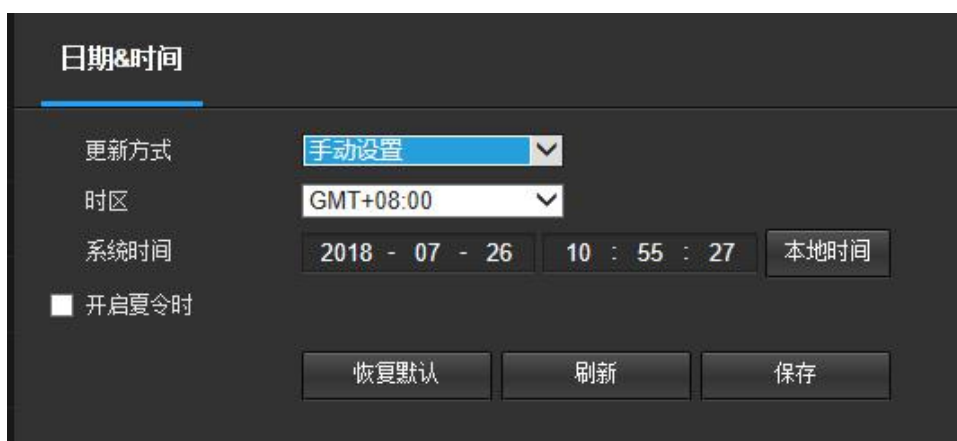 日期&时间
更新方式 手动设置
时区 GMT+08:00
系统时间 2018 - 07 - 26 10 : 55 : 27 本地时间
开启夏令时
恢复默认 刷新 保存